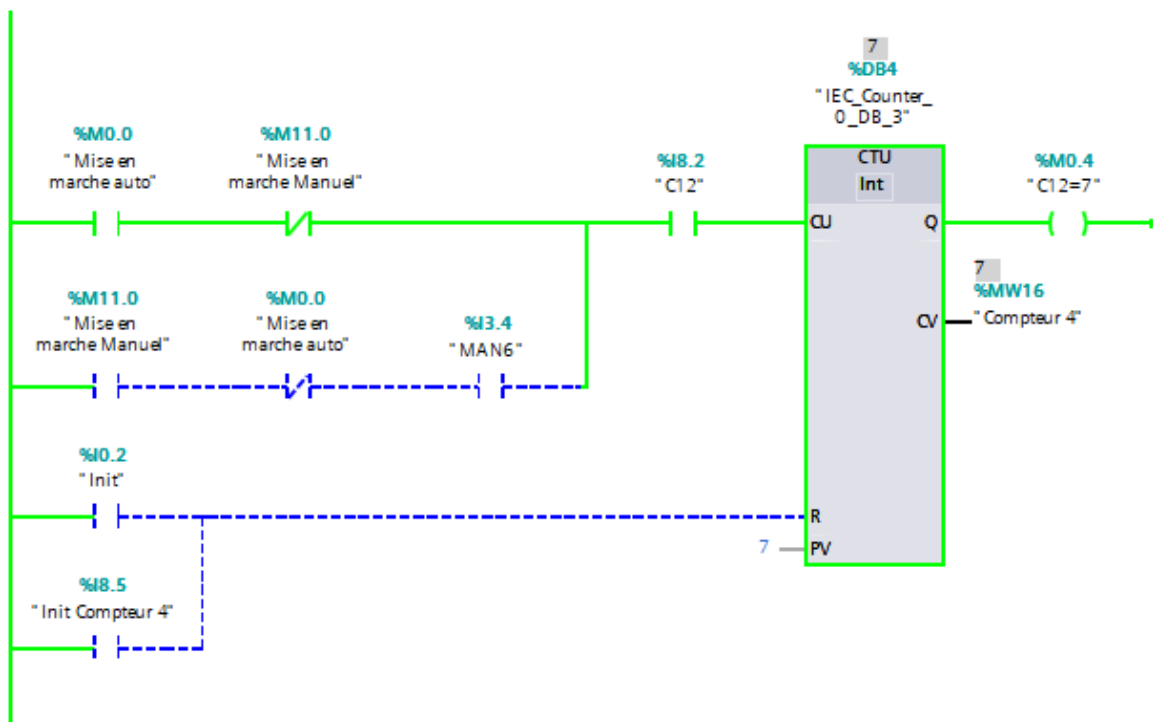 7
%DB4
"IEC_Counter_
0_DB_3"
%M0.0
"Mise en
marche auto"
%M11.0
"Mise en
marche Manuel"
%I8.2
"C12"
CTU
Int
%M0.4
"C12=7"
CU
Q
%M11.0
"Mise en
marche Manuel"
%M0.0
"Mise en
marche auto"
%I3.4
"MAN6"
7
%MW16
CV
"Compteur 4"
%I0.2
"Init"
R
7
PV
%I8.5
"Init Compteur 4"